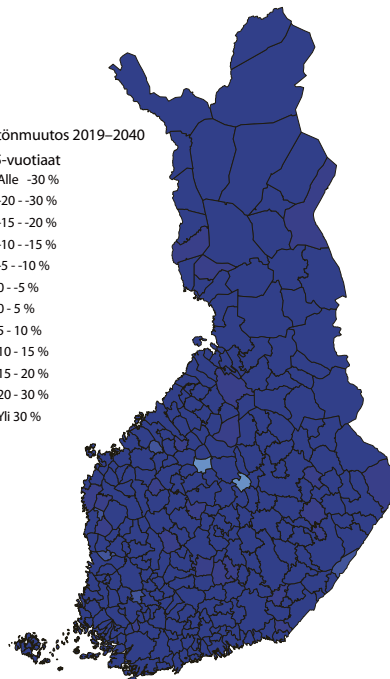 tönmuutos 2019–2040
5-vuotiaat
Alle -30 %
-20 - -30 %
-15 - -20 %
-10 - -15 %
-5 - -10 %
0 - -5 %
0 - 5 %
5 - 10 %
10 - 15 %
15 - 20 %
20 - 30 %
Yli 30 %